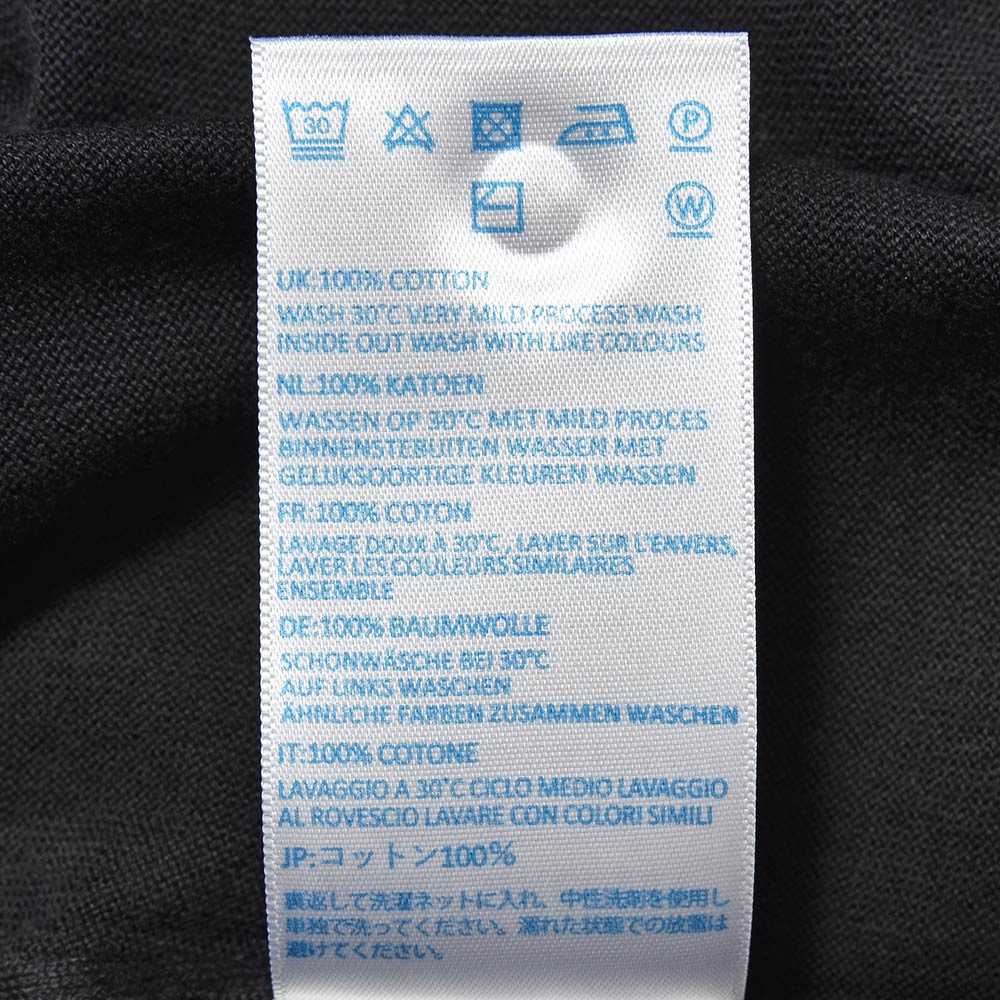 30 P
W
UK:100% COTTON
WASH 30°C VERY MILD PROCESS WASH
INSIDE OUT WASH WITH LIKE COLOURS
NL:100% KATOEN
WASSEN OP 30°C MET MILD PROCES
BINNENSTEBUITEN WASSEN MET
GELIJKSOORTIGE KLEUREN WASSEN
FR:100% COTON
LAVAGE DOUX À 30°C, LAVER SUR L'ENVERS,
LAVER LES COULEURS SIMILAIRES
ENSEMBLE
DE:100% BAUMWOLLE
SCHONWÄSCHE BEI 30°C
AUF LINKS WASCHEN
ÄHNLICHE FARBEN ZUSAMMEN WASCHEN
IT:100% COTONE
LAVAGGIO A 30°C CICLO MEDIO LAVAGGIO
AL ROVESCIO LAVARE CON COLORI SIMILI
JP:コットン100%
裏返して洗濯ネットに入れ、中性洗剤を使用し
単独で洗ってください。濡れた状態での放置は
避けてください。